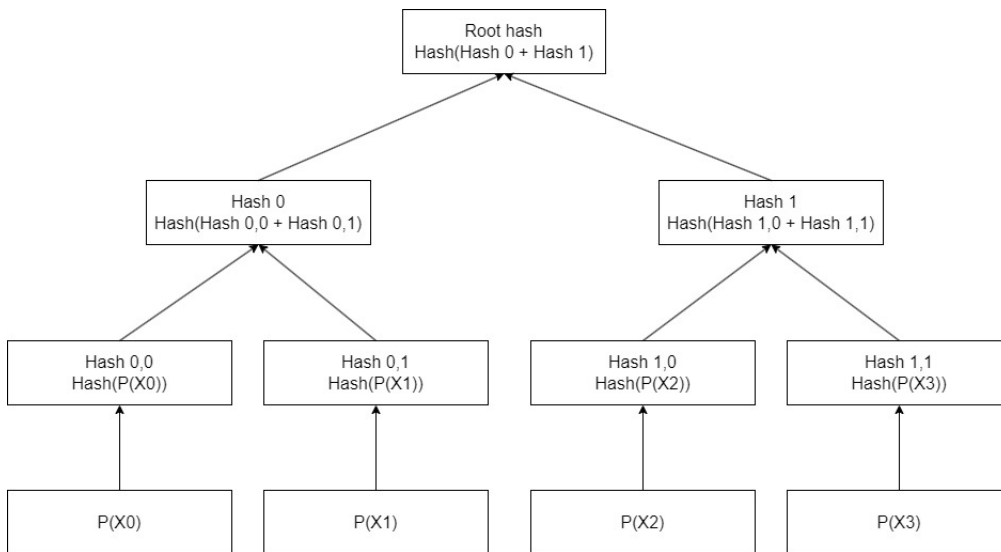 Root hash
Hash(Hash 0 + Hash 1)
Hash 0
Hash(Hash 0,0 + Hash 0,1)
Hash 1
Hash(Hash 1,0 + Hash 1,1)
Hash 0,0
Hash(P(X0))
Hash 0,1
Hash(P(X1))
Hash 1,0
Hash(P(X2))
Hash 1,1
Hash(P(X3))
P(X0)
P(X1)
P(X2)
P(X3)